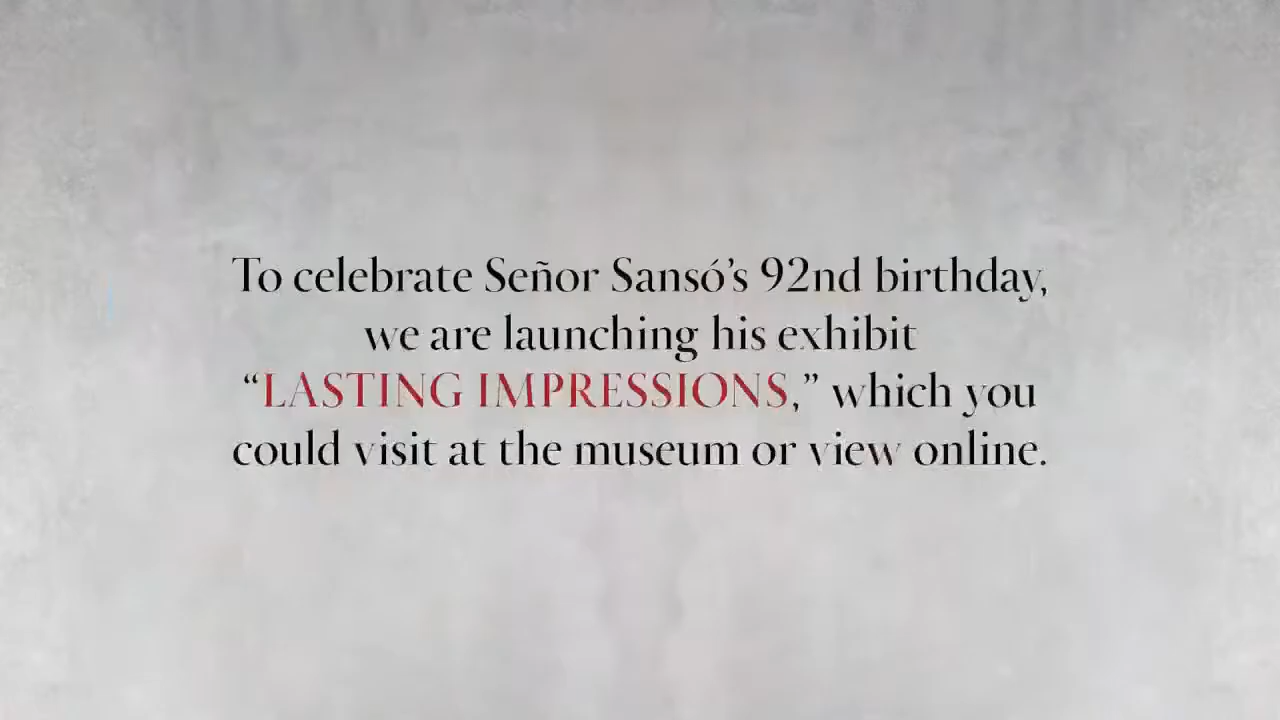 To celebrate Señor Sansó’s 92nd birthday,
we are launching his exhibit
“LASTING IMPRESSIONS,” which you
could visit at the museum or view online.